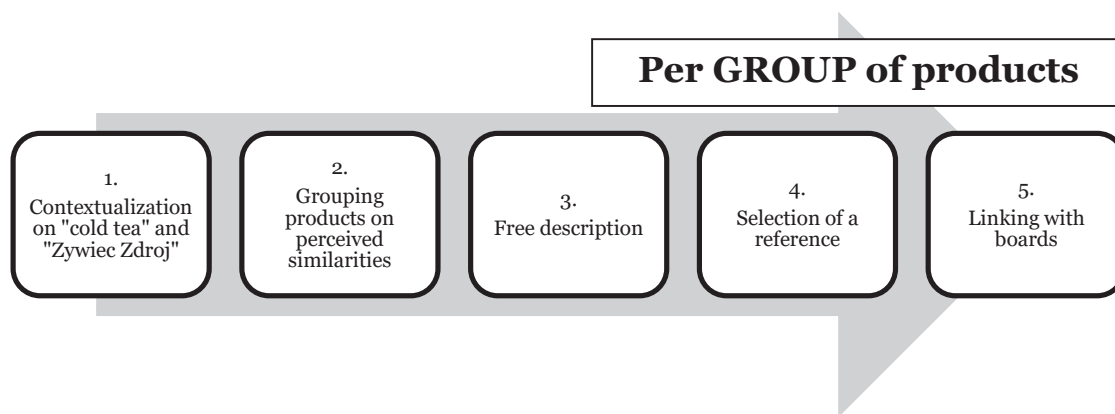 Per GROUP of products
1.
Contextualization
on "cold tea" and
"Zywiec Zdroj"
2.
Grouping
products on
perceived
similarities
3.
Free description
4.
Selection of a
reference
5.
Linking with
boards